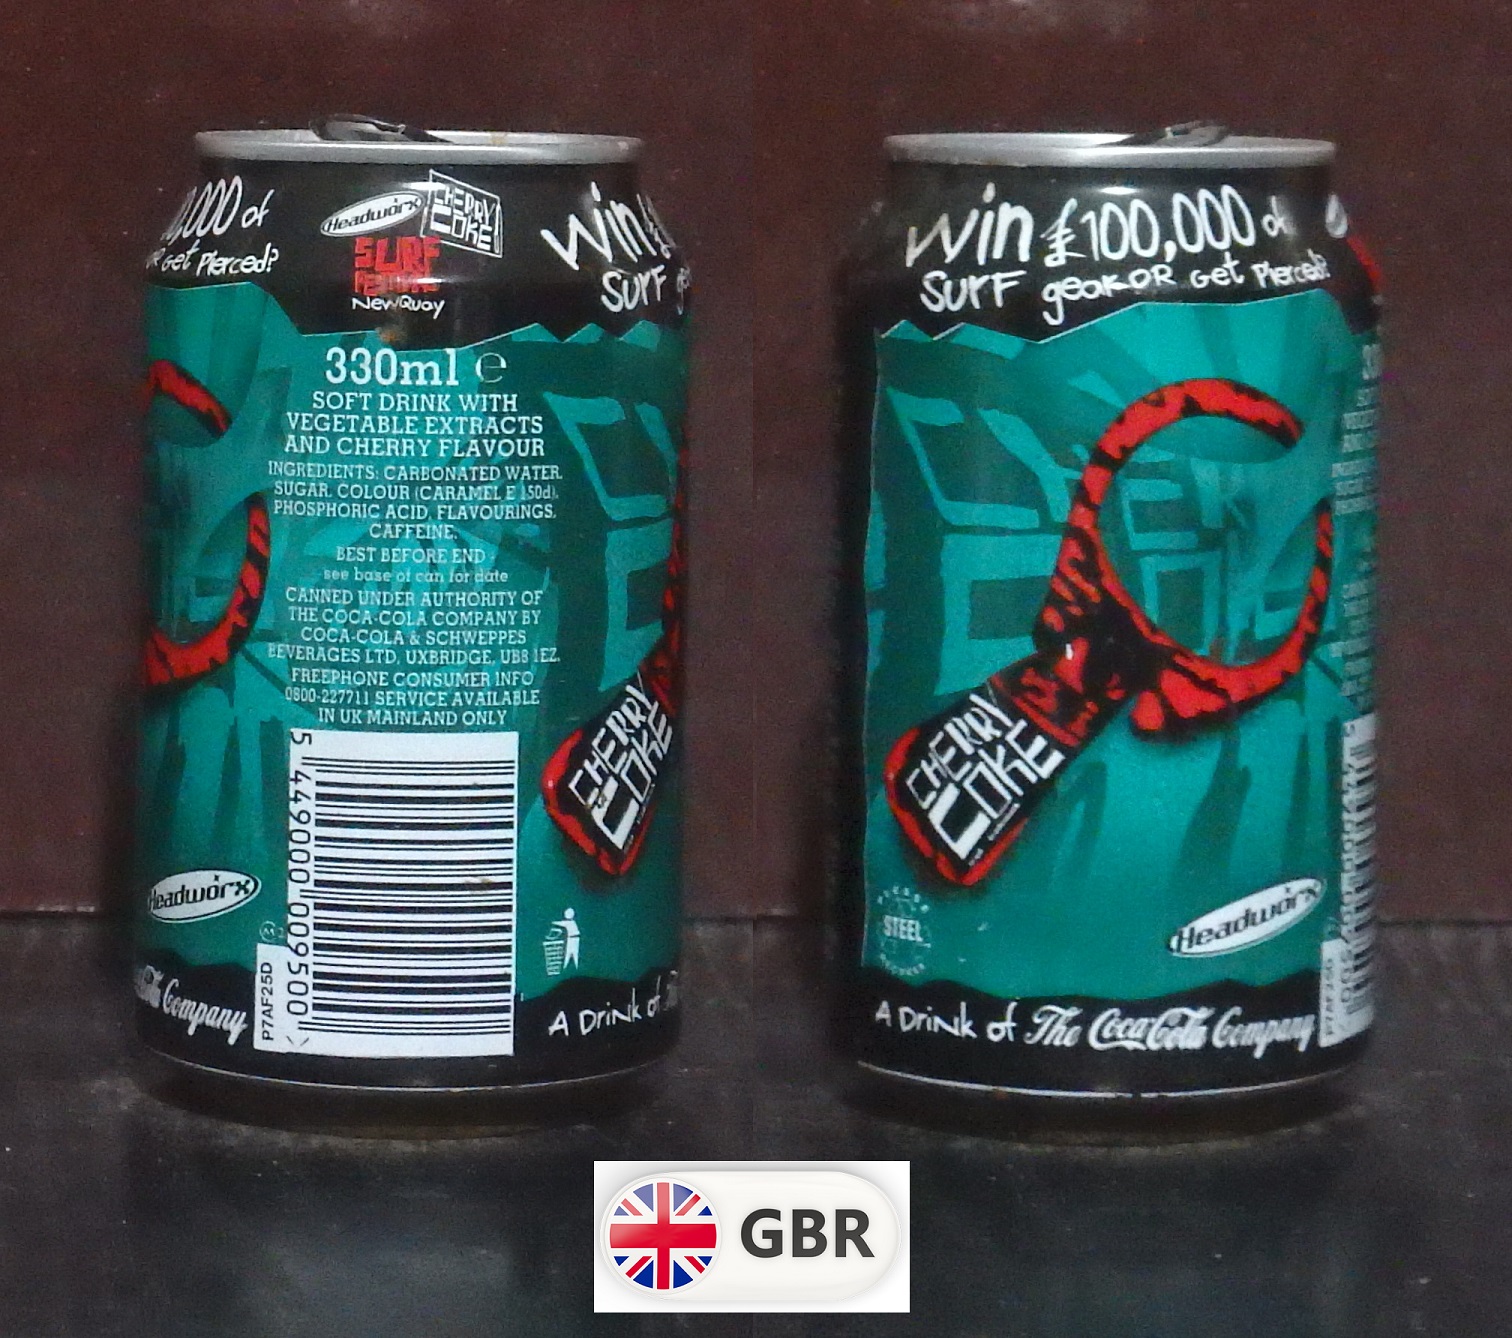 ,000 of
OR Get Pierced?
Headworx
CHERRY
COKE
SURF
FESTIVAL
NewQuay
Win
Surf
330ml e
SOFT DRINK WITH
VEGETABLE EXTRACTS
AND CHERRY FLAVOUR
INGREDIENTS: CARBONATED WATER,
SUGAR, COLOUR (CARAMEL E 150d),
PHOSPHORIC ACID, FLAVOURINGS,
CAFFEINE.
BEST BEFORE END -
see base of can for date
CANNED UNDER AUTHORITY OF
THE COCA-COLA COMPANY BY
COCA-COLA & SCHWEPPES
BEVERAGES LTD, UXBRIDGE, UB8 1EZ.
FREEPHONE CONSUMER INFO
0800-227711 SERVICE AVAILABLE
IN UK MAINLAND ONLY
5 449000 009500
P7AF25D
CHERRY
COKE
Headworx
Company
A Drink of
Win £100,000 of
Surf gear OR Get Pierced?
CHERRY
COKE
STEEL
Headworx
A Drink of The Coca-Cola Company
GBR